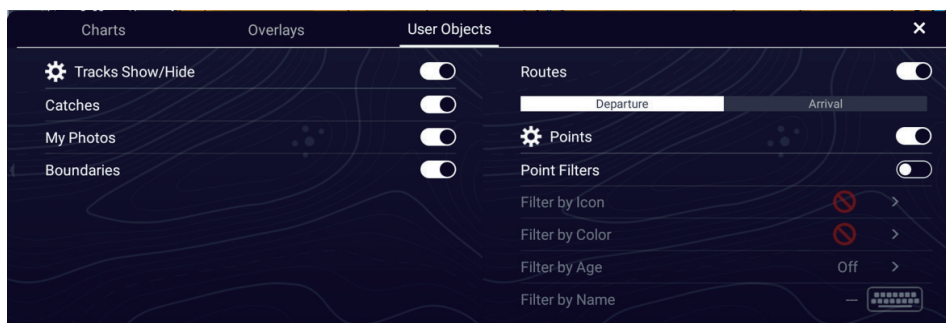 Charts
Overlays
User Objects
Tracks Show/Hide
Catches
My Photos
Boundaries
Routes
Departure
Arrival
Points
Point Filters
Filter by Icon
Filter by Color
Filter by Age Off
Filter by Name ---